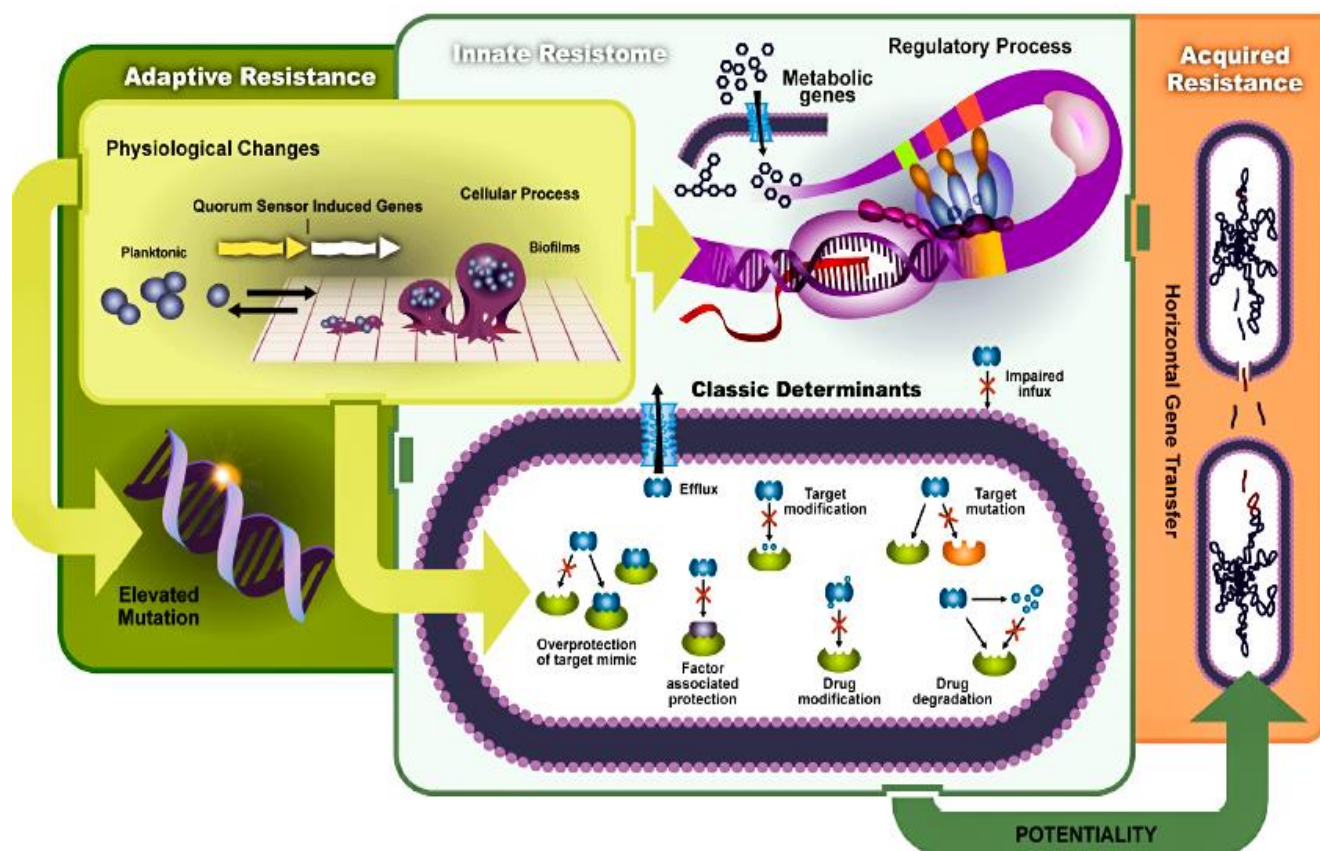 Adaptive Resistance
Physiological Changes
Quorum Sensor Induced Genes
Planktonic
Cellular Process
Biofilms
Elevated
Mutation
Innate Resistome
Metabolic
genes
Regulatory Process
Classic Determinants
Impaired
infux
Efflux
Target
modification
Target
mutation
Overprotection
of target mimic
Factor
associated
protection
Drug
modification
Drug
degradation
Acquired
Resistance
Horizontal Gene Transfer
POTENTIALITY